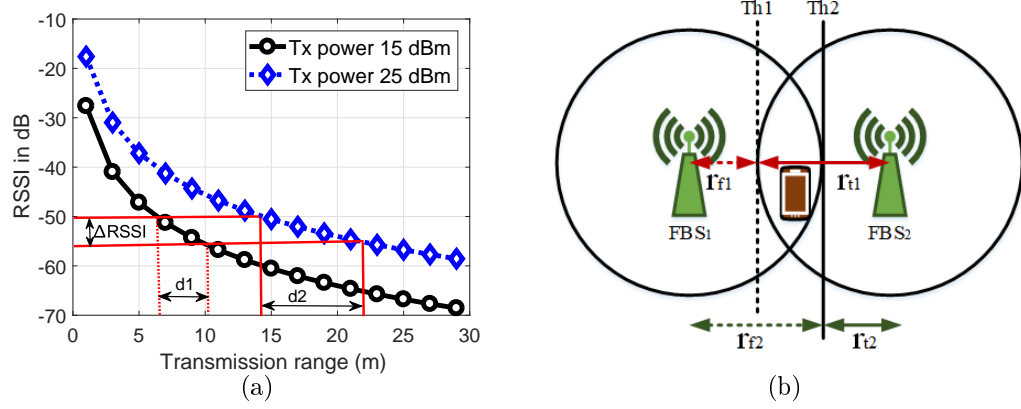 Th1 Th2
0
-10
-20
-30
-40
-50
-60
-70
RSSI in dB
Tx power 15 dBm
Tx power 25 dBm
ΔRSSI
d1
d2
0 5 10 15 20 25 30
Transmission range (m)
(a)
rf1
rt1
FBS1
FBS2
rf2
rt2
(b)